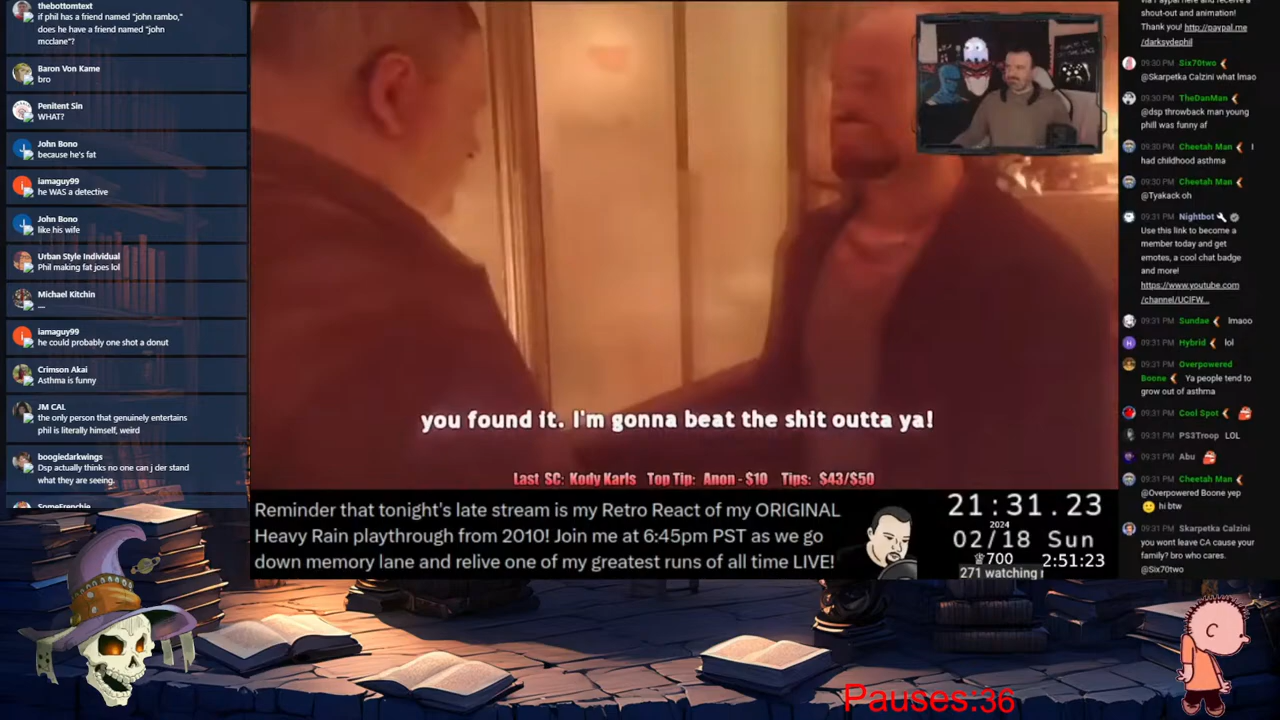 thebottomtext
if phil has a friend named "john rambo,"
does he have a friend named "john
mcclane"?
Baron Von Kame
bro
Penitent Sin
WHAT?
John Bono
because he's fat
iamaguy99
he WAS a detective
John Bono
like his wife
Urban Style Individual
Phil making fat joes lol
Michael Kitchin
...
iamaguy99
he could probably one shot a donut
Crimson Akai
Asthma is funny
JM CAL
the only person that genuinely entertains
phil is literally himself, weird
boogiedarkwings
Dsp actually thinks no one can j der stand
what they are seeing.
SomeFrenchie
you found it. I'm gonna beat the shit outta ya!
Last SC: Kody Karls Top Tip: Anon - $10 Tips: $43/$50
Reminder that tonight's late stream is my Retro React of my ORIGINAL
Heavy Rain playthrough from 2010! Join me at 6:45pm PST as we go
down memory lane and relive one of my greatest runs of all time LIVE!
21:31.23
2024
02/18 Sun
700
2:51:23
271 watching
via Paypal here and receive a
shout-out and animation!
Thank you! http://paypal.me
/darksydephil
09:30 PM Six70two
@Skarpetka Calzini what lmao
09:30 PM TheDanMan
@dsp throwback man young
phill was funny af
09:30 PM Cheetah Man I
had childhood asthma
09:30 PM Cheetah Man
@Tyakack oh
09:31 PM Nightbot
Use this link to become a
member today and get
emotes, a cool chat badge
and more!
https://www.youtube.com
/channel/UClFW...
09:31 PM Sundae lmaoo
09:31 PM Hybrid lol
09:31 PM Overpowered
Boone Ya people tend to
grow out of asthma
09:31 PM Cool Spot
09:31 PM PS3Troop LOL
09:31 PM Abu
09:31 PM Cheetah Man
@Overpowered Boone yep
hi btw
09:31 PM Skarpetka Calzini
you wont leave CA cause your
family? bro who cares.
@Six70two
Pauses:36